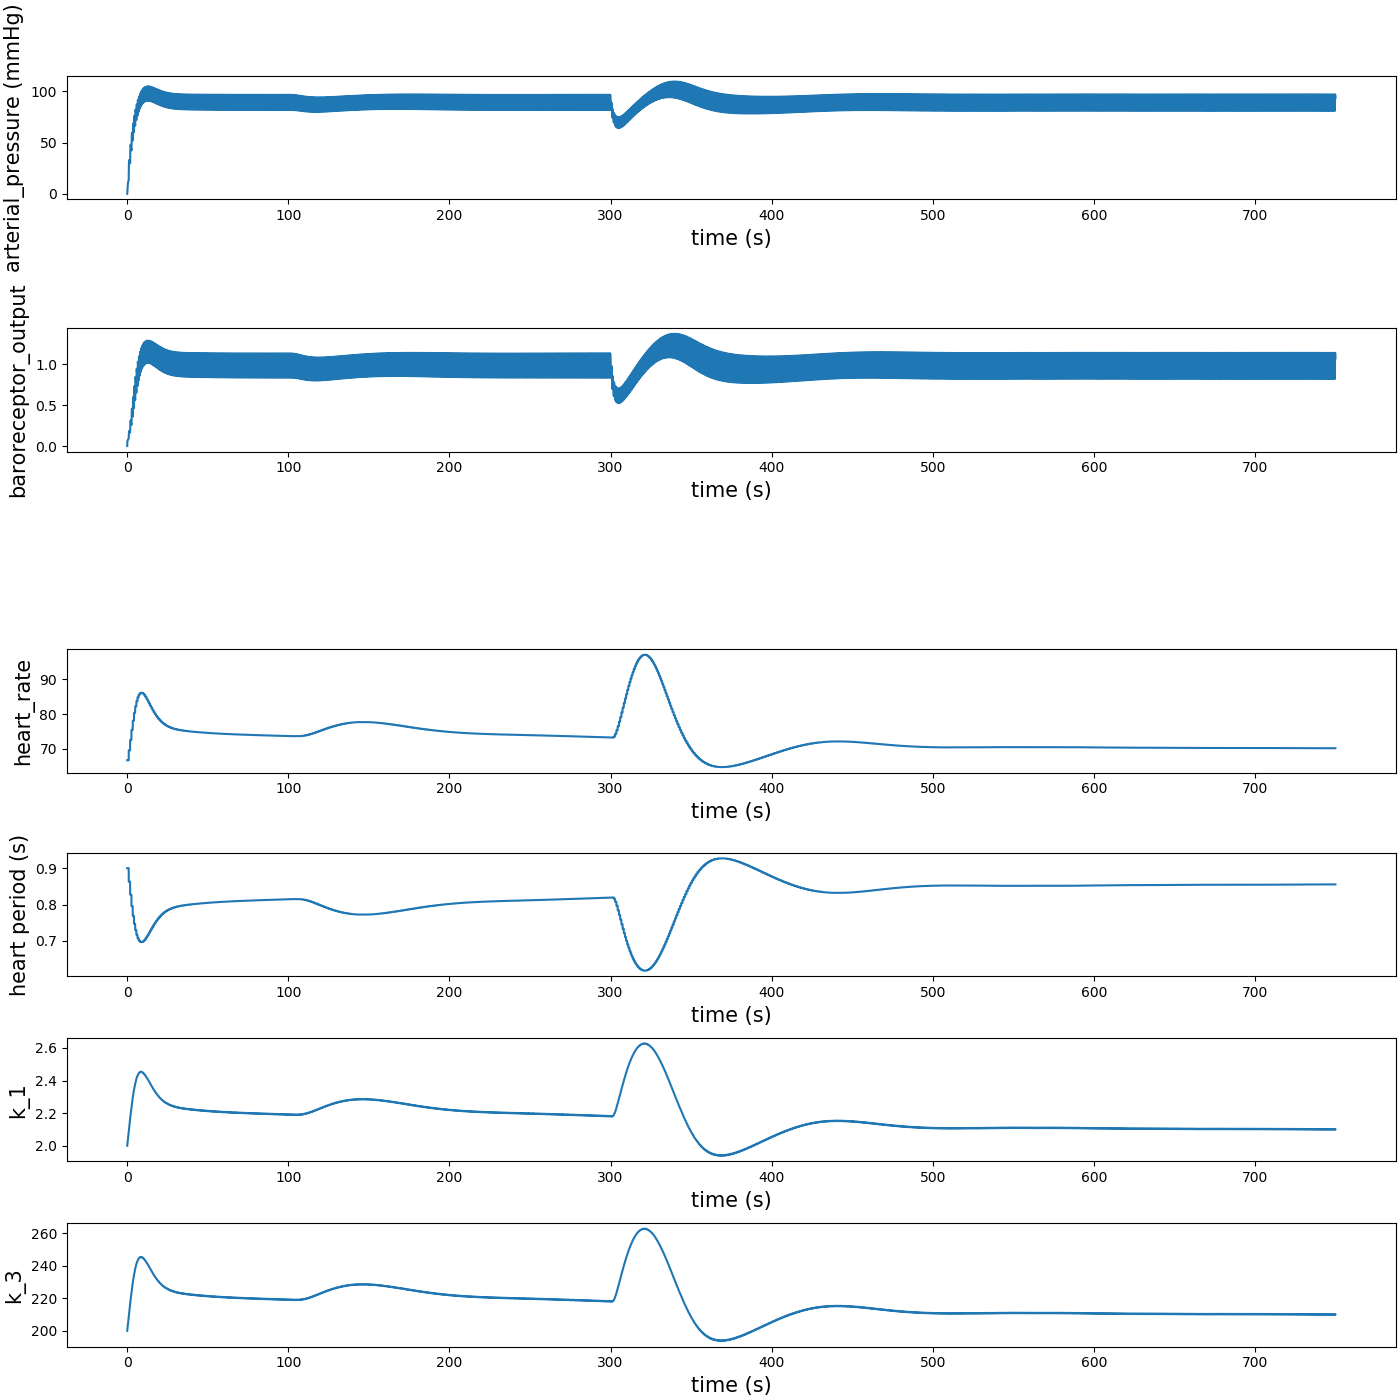 arterial_pressure (mmHg)
100
50
0
0 100 200 300 400 500 600 700
time (s)
baroreceptor_output
1.0
0.5
0.0
0 100 200 300 400 500 600 700
time (s)
heart_rate
90
80
70
0 100 200 300 400 500 600 700
time (s)
heart period (s)
0.9
0.8
0.7
0 100 200 300 400 500 600 700
time (s)
k_1
2.6
2.4
2.2
2.0
0 100 200 300 400 500 600 700
time (s)
k_3
260
240
220
200
0 100 200 300 400 500 600 700
time (s)